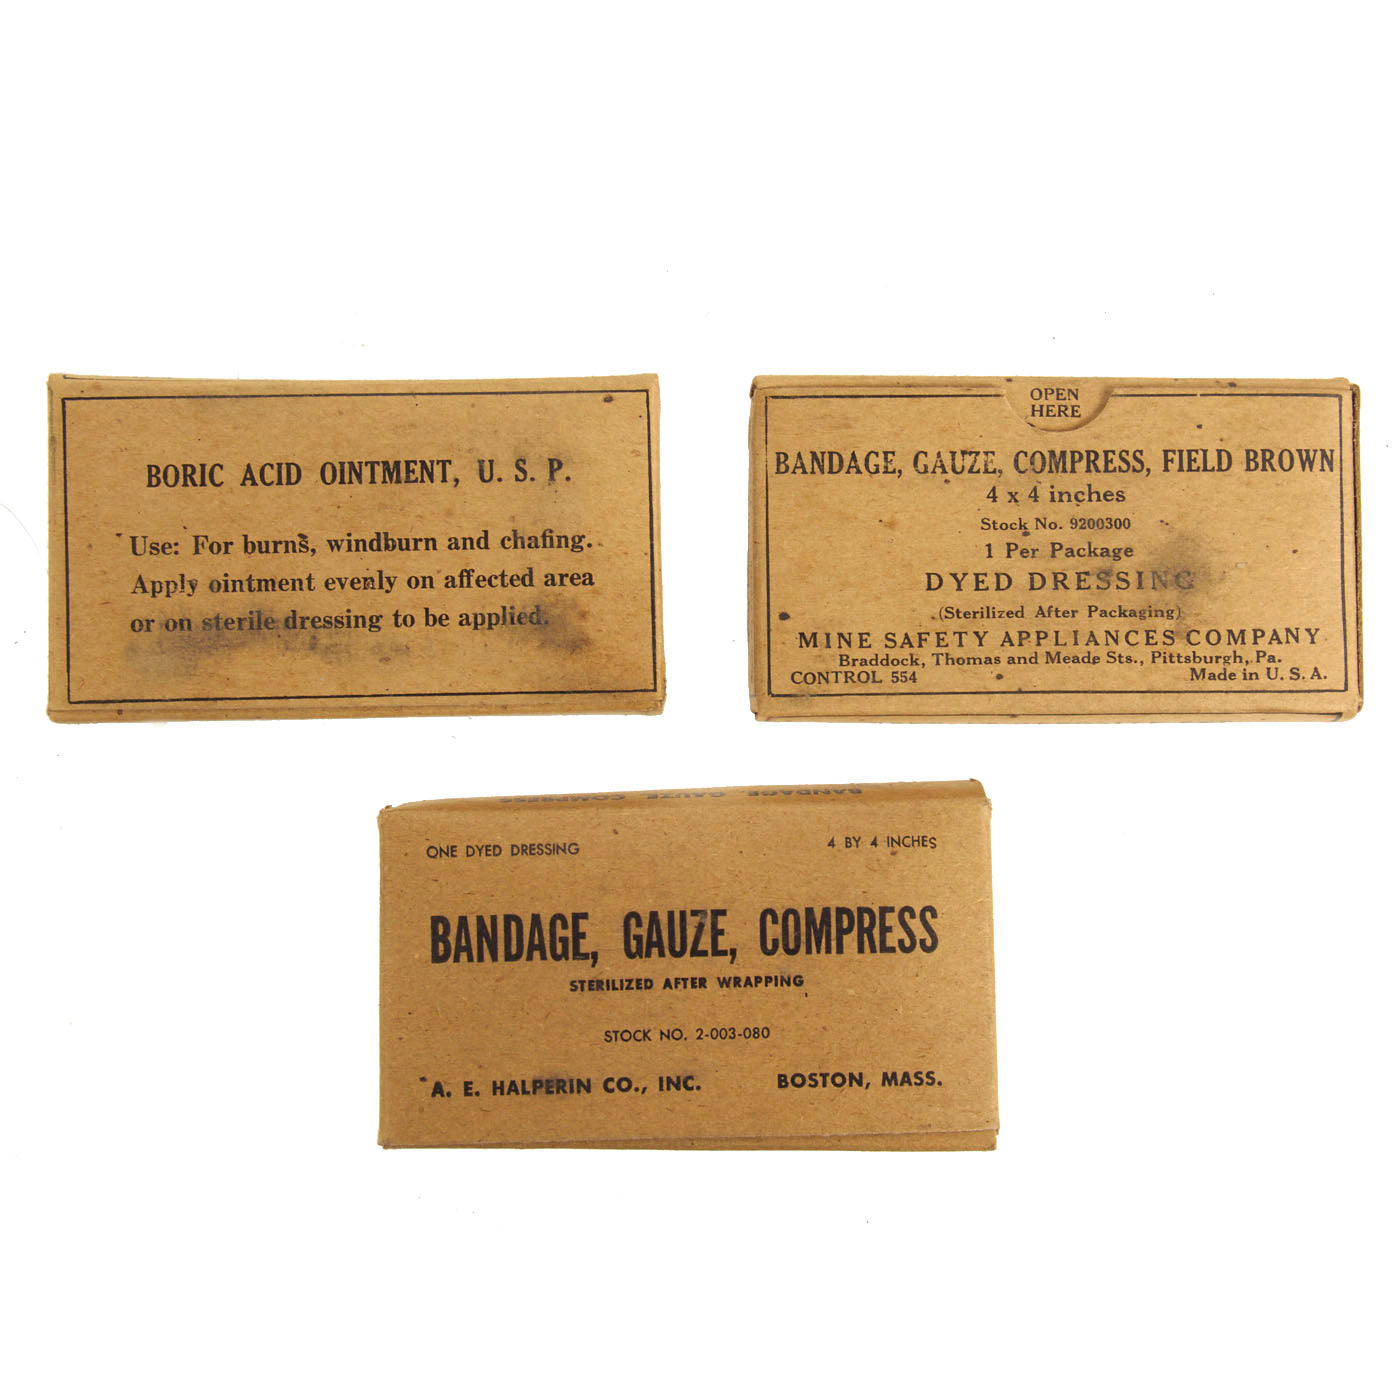 BORIC ACID OINTMENT, U. S. P.
Use: For burns, windburn and chafing.
Apply ointment evenly on affected area
or on sterile dressing to be applied.
OPEN
HERE
BANDAGE, GAUZE, COMPRESS, FIELD BROWN
4 x 4 inches
Stock No. 9200300
1 Per Package
DYED DRESSING
(Sterilized After Packaging)
MINE SAFETY APPLIANCES COMPANY
Braddock, Thomas and Meade Sts., Pittsburgh, Pa.
CONTROL 554 Made in U. S. A.
BANDAGE, GAUZE, COMPRESS
ONE DYED DRESSING 4 BY 4 INCHES
BANDAGE, GAUZE, COMPRESS
STERILIZED AFTER WRAPPING
STOCK NO. 2-003-080
A. E. HALPERIN CO., INC. BOSTON, MASS.